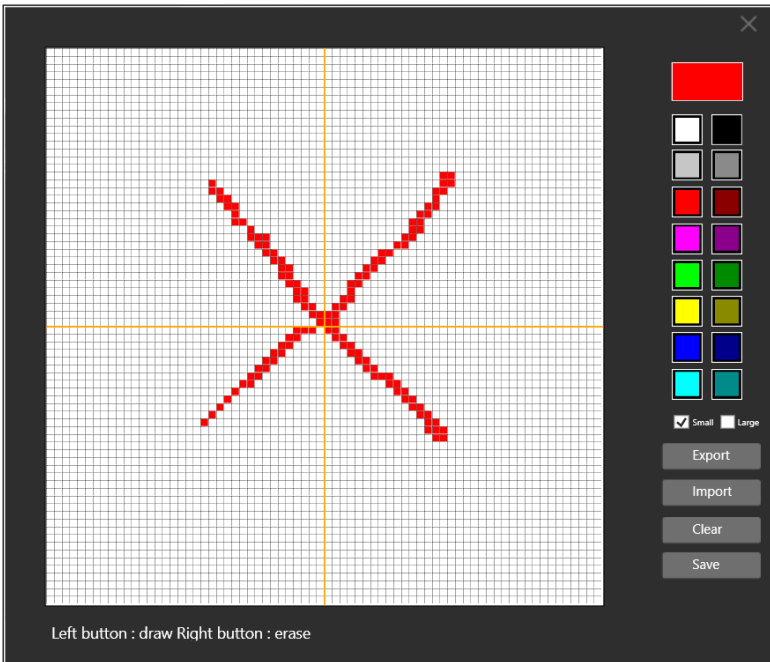 Small Large
Export
Import
Clear
Save
Left button : draw Right button : erase